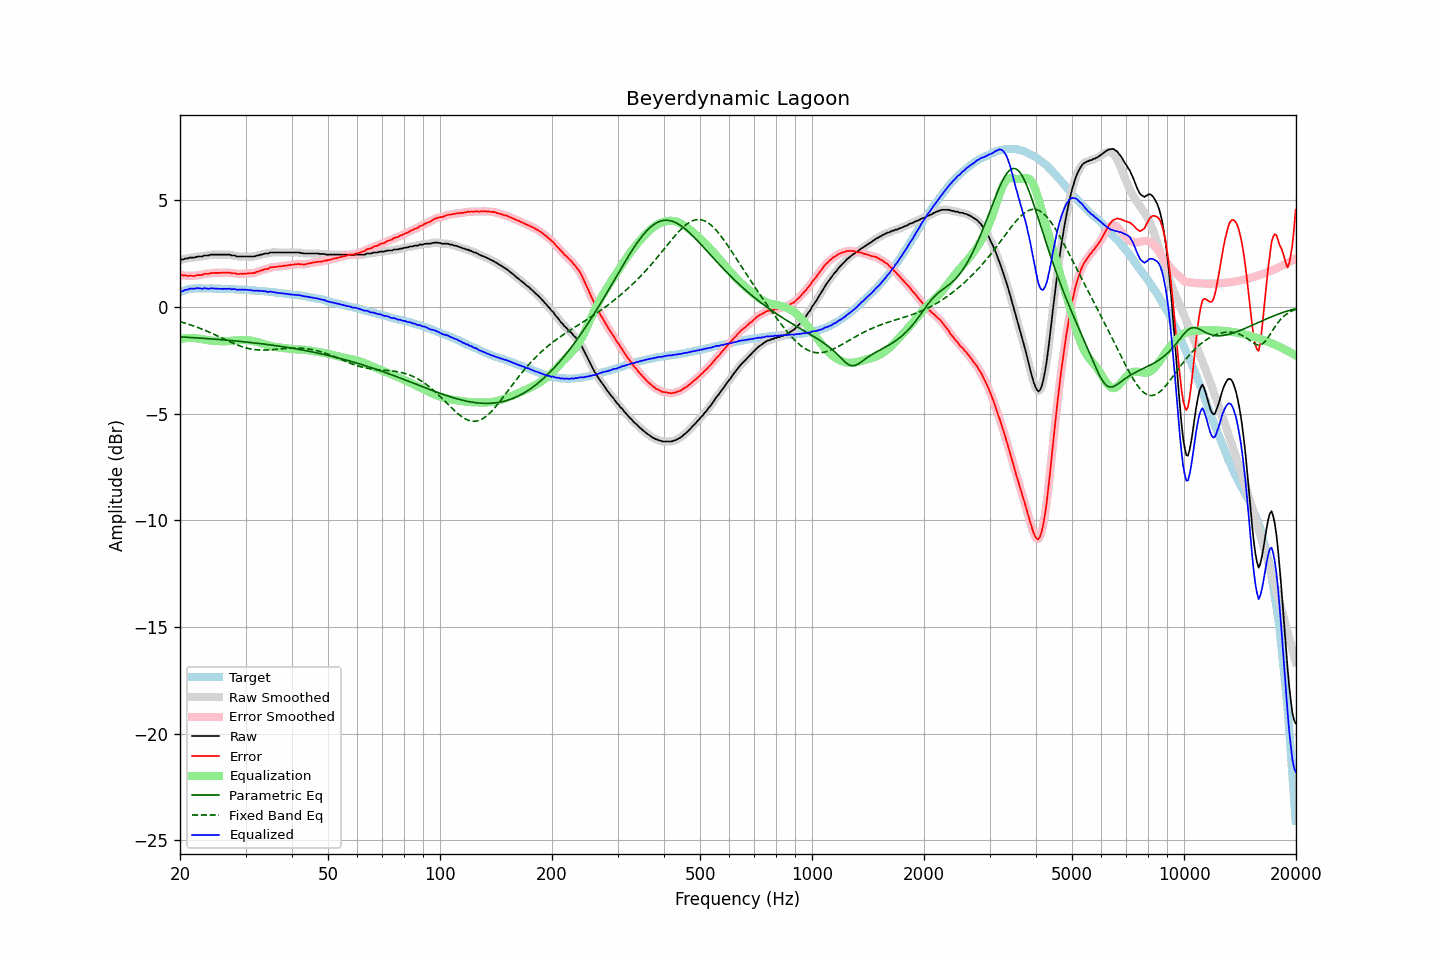 Beyerdynamic Lagoon
Amplitude (dBr)
5
0
−5
−10
−15
−20
−25
Target
Raw Smoothed
Error Smoothed
Raw
Error
Equalization
Parametric Eq
Fixed Band Eq
Equalized
20 50 100 200 500 1000 2000 5000 10000 20000
Frequency (Hz)